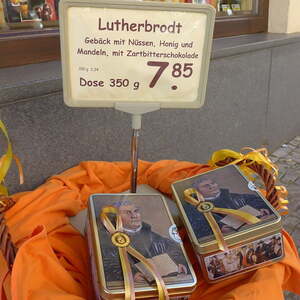 Lutherbrodt
Gebäck mit Nüssen, Honig und
Mandeln, mit Zartbitterschokolade
Dose 350 g 7.85